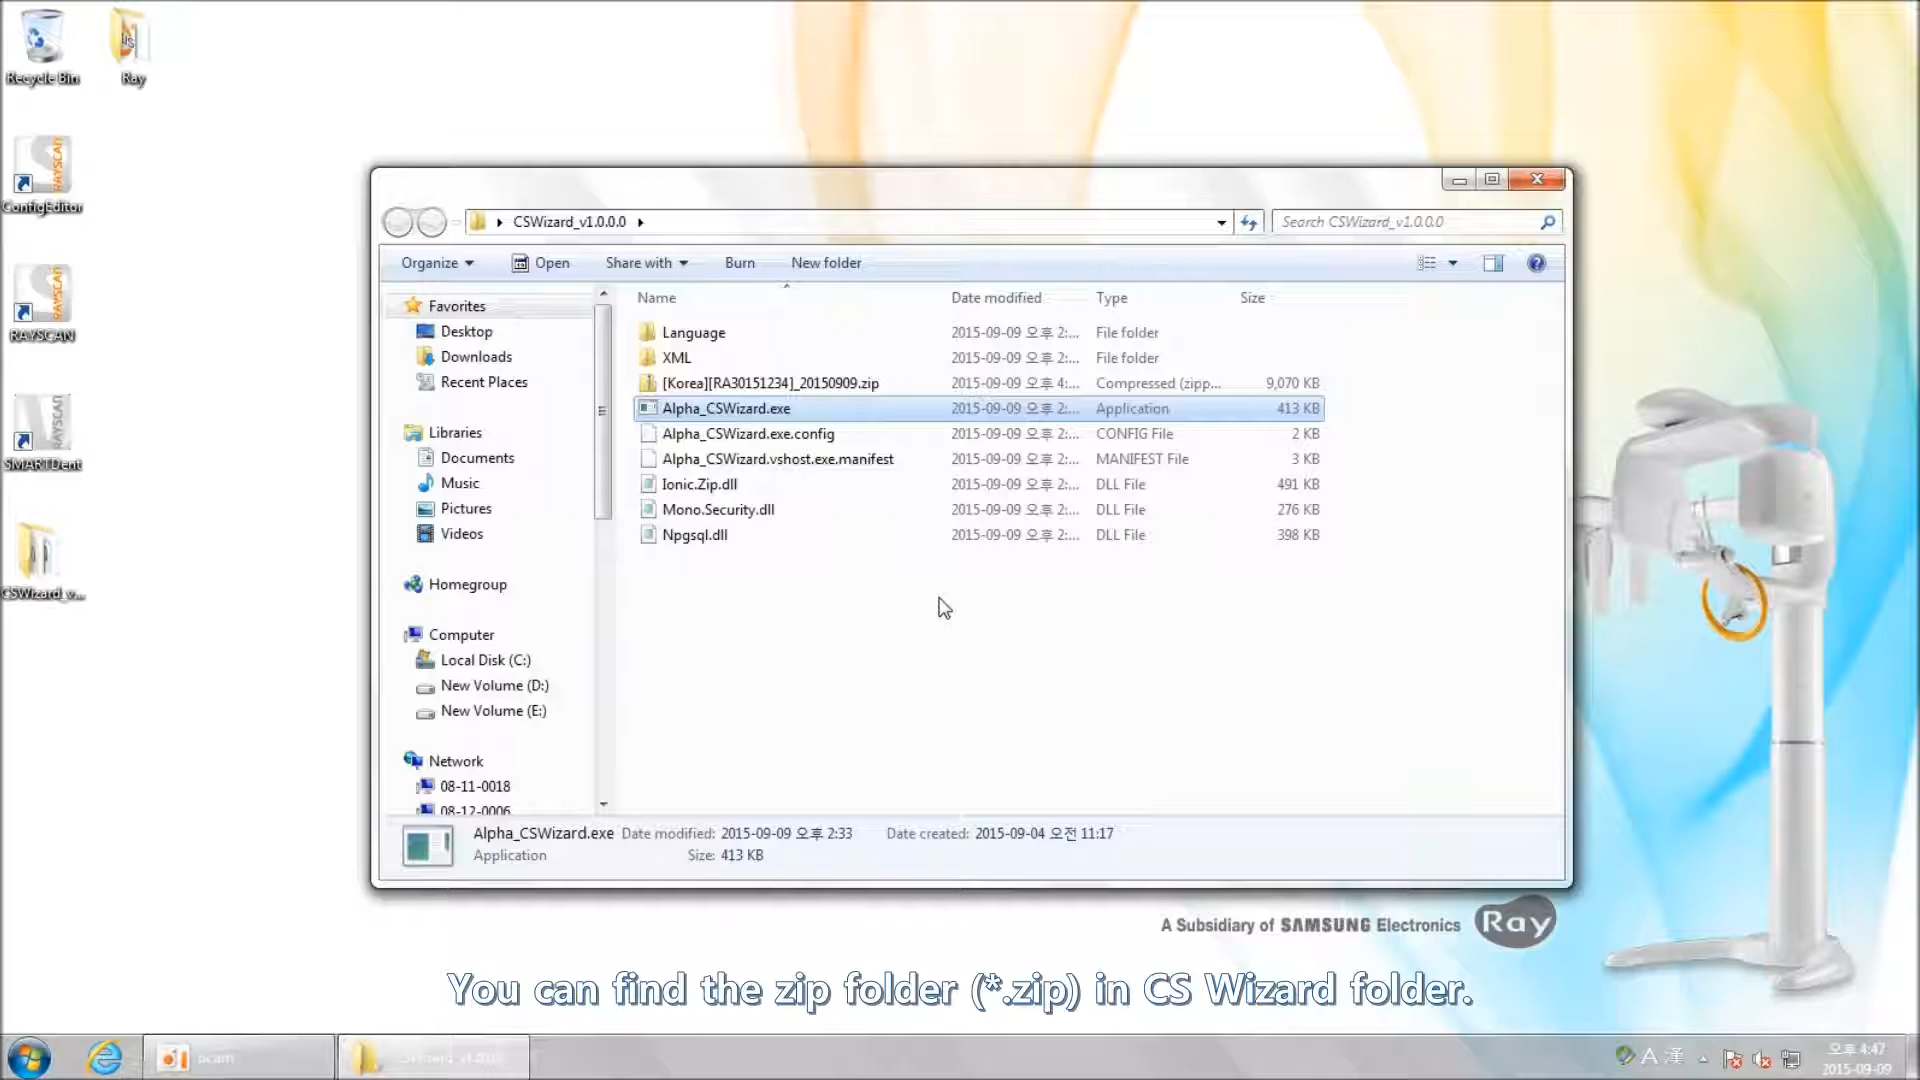 Recycle Bin
Ray
ConfigEditor
RAYSCAN
RAYSCAN
RAYSCAN
RAYSCAN
SMARTDent
CSWizard_v...
CSWizard_v1.0.0.0
Search CSWizard_v1.0.0.0
Organize
Open
Share with
Burn
New folder
Name Date modified Type Size
Favorites
Desktop
Downloads
Recent Places
Libraries
Documents
Music
Pictures
Videos
Homegroup
Computer
Local Disk (C:)
New Volume (D:)
New Volume (E:)
Network
08-11-0018
08-12-0006
Language 2015-09-09 오후 2:... File folder
XML 2015-09-09 오후 2:... File folder
[Korea][RA30151234]_20150909.zip 2015-09-09 오후 4:... Compressed (zipp... 9,070 KB
Alpha_CSWizard.exe 2015-09-09 오후 2:... Application 413 KB
Alpha_CSWizard.exe.config 2015-09-09 오후 2:... CONFIG File 2 KB
Alpha_CSWizard.vshost.exe.manifest 2015-09-09 오후 2:... MANIFEST File 3 KB
Ionic.Zip.dll 2015-09-09 오후 2:... DLL File 491 KB
Mono.Security.dll 2015-09-09 오후 2:... DLL File 276 KB
Npgsql.dll 2015-09-09 오후 2:... DLL File 398 KB
Alpha_CSWizard.exe Date modified: 2015-09-09 오후 2:33 Date created: 2015-09-04 오전 11:17
Application Size: 413 KB
A Subsidiary of SAMSUNG Electronics Ray
You can find the zip folder (*.zip) in CS Wizard folder.
A 漢
오후 4:47
2015-09-09